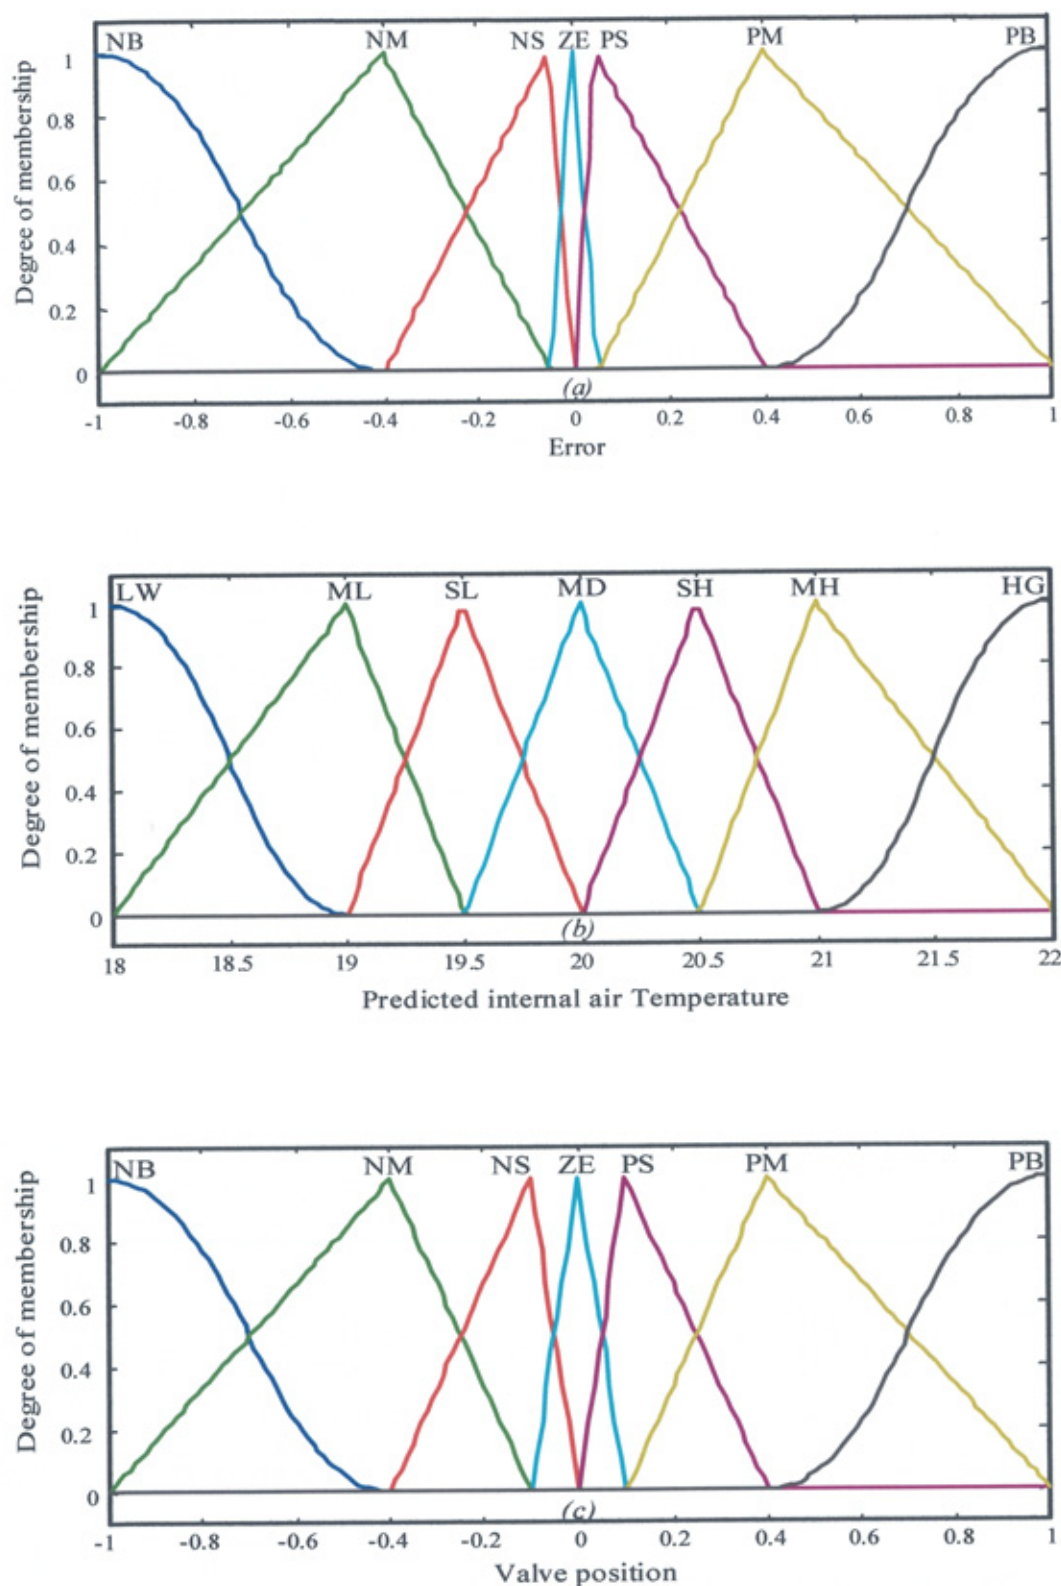 NB NM NS ZE PS PM PB
1
0.8
0.6
0.4
0.2
0
Degree of membership
(a)
-1 -0.8 -0.6 -0.4 -0.2 0 0.2 0.4 0.6 0.8 1
Error
LW ML SL MD SH MH HG
1
0.8
0.6
0.4
0.2
0
Degree of membership
(b)
18 18.5 19 19.5 20 20.5 21 21.5 22
Predicted internal air Temperature
NB NM NS ZE PS PM PB
1
0.8
0.6
0.4
0.2
0
Degree of membership
(c)
-1 -0.8 -0.6 -0.4 -0.2 0 0.2 0.4 0.6 0.8 1
Valve position